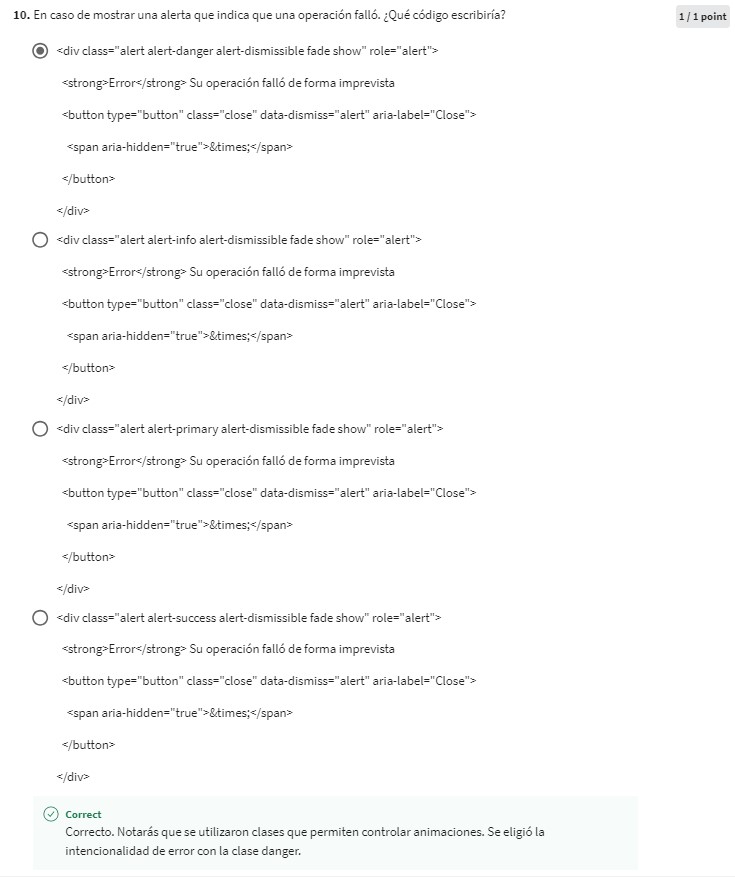 10. En caso de mostrar una alerta que indica que una operación falló. ¿Qué código escribiría?
1 / 1 point
<div class="alert alert-danger alert-dismissible fade show" role="alert">
<strong>Error</strong> Su operación falló de forma imprevista
<button type="button" class="close" data-dismiss="alert" aria-label="Close">
<span aria-hidden="true">&times;</span>
</button>
</div>
<div class="alert alert-info alert-dismissible fade show" role="alert">
<strong>Error</strong> Su operación falló de forma imprevista
<button type="button" class="close" data-dismiss="alert" aria-label="Close">
<span aria-hidden="true">&times;</span>
</button>
</div>
<div class="alert alert-primary alert-dismissible fade show" role="alert">
<strong>Error</strong> Su operación falló de forma imprevista
<button type="button" class="close" data-dismiss="alert" aria-label="Close">
<span aria-hidden="true">&times;</span>
</button>
</div>
<div class="alert alert-success alert-dismissible fade show" role="alert">
<strong>Error</strong> Su operación falló de forma imprevista
<button type="button" class="close" data-dismiss="alert" aria-label="Close">
<span aria-hidden="true">&times;</span>
</button>
</div>
Correct
Correcto. Notarás que se utilizaron clases que permiten controlar animaciones. Se eligió la
intencionalidad de error con la clase danger.